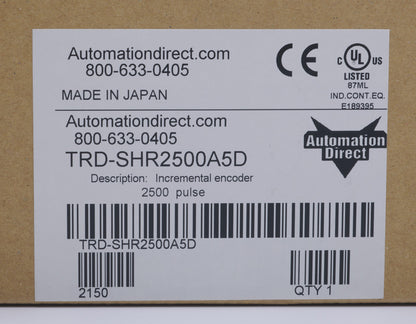 Automationdirect.com
800-633-0405
MADE IN JAPAN
CE
c UL US
LISTED
87ML
IND.CONT.EQ.
E189395
Automationdirect.com
800-633-0405
TRD-SHR2500A5D
Description: Incremental encoder
2500 pulse
Automation
Direct
TRD-SHR2500A5D
2150
QTY 1